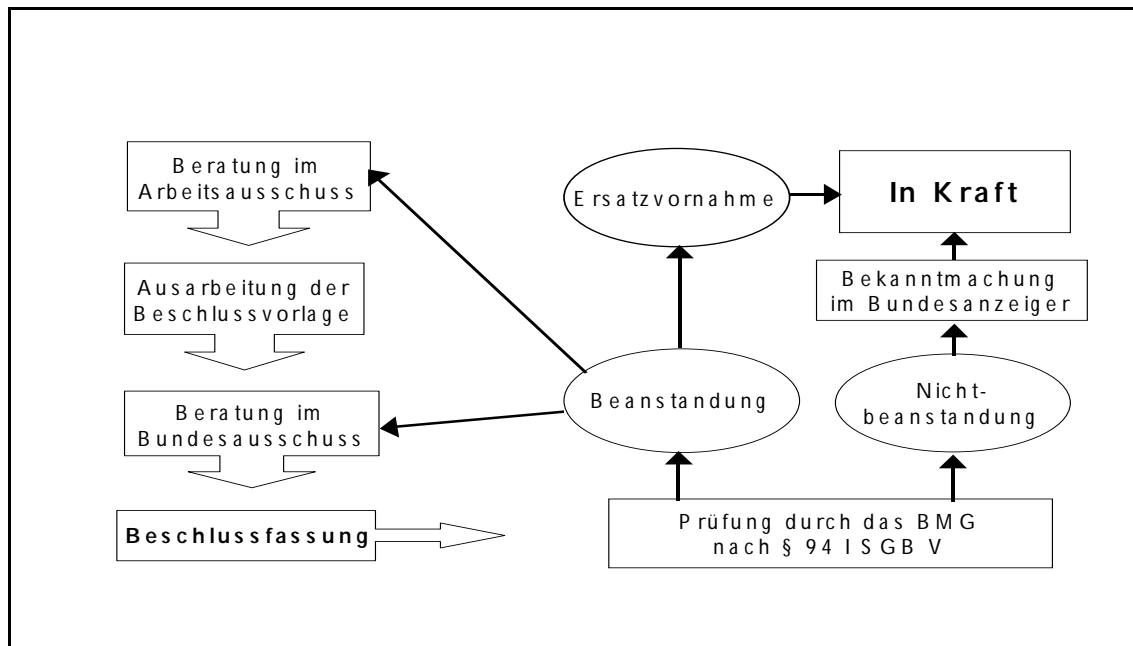 Beratung im
Arbeitsausschuss
Ausarbeitung der
Beschlussvorlage
Beratung im
Bundesausschuss
Beschlussfassung
Ersatzvornahme
In Kraft
Bekanntmachung
im Bundesanzeiger
Beanstandung
Nicht-
beanstandung
Prüfung durch das BMG
nach § 94 I SGB V